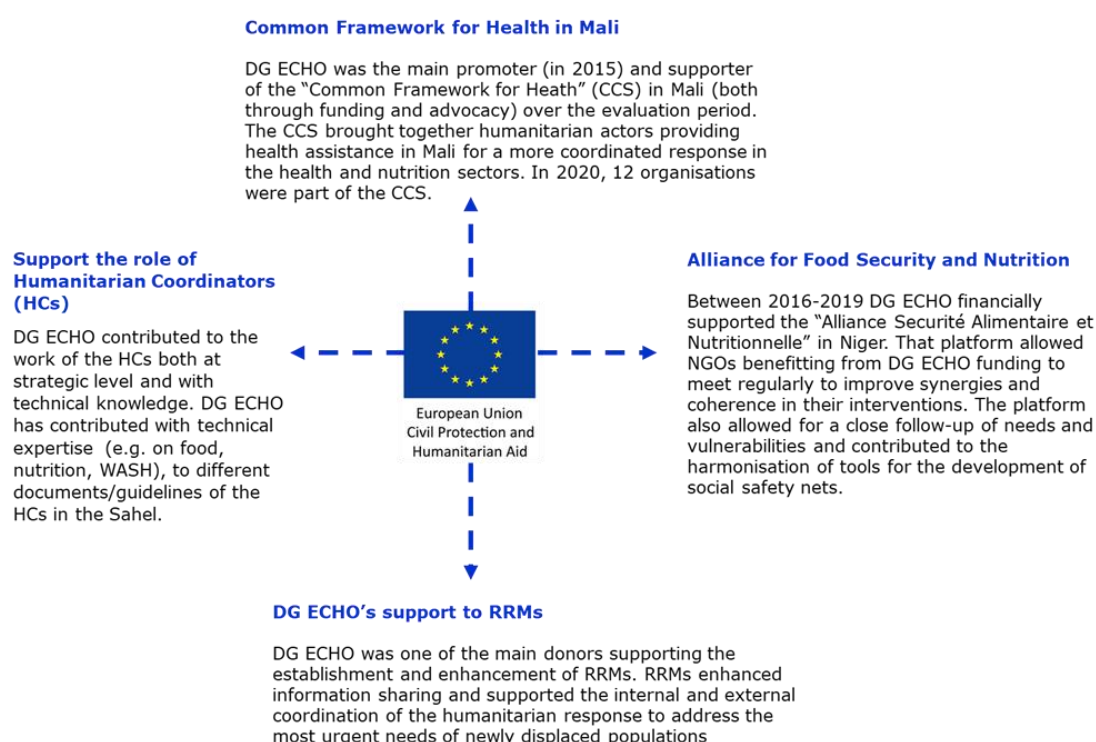 Common Framework for Health in Mali
DG ECHO was the main promoter (in 2015) and supporter
of the “Common Framework for Heath” (CCS) in Mali (both
through funding and advocacy) over the evaluation period.
The CCS brought together humanitarian actors providing
health assistance in Mali for a more coordinated response in
the health and nutrition sectors. In 2020, 12 organisations
were part of the CCS.
Support the role of
Humanitarian Coordinators
(HCs)
DG ECHO contributed to the
work of the HCs both at
strategic level and with
technical knowledge. DG ECHO
has contributed with technical
expertise (e.g. on food,
nutrition, WASH), to different
documents/guidelines of the
HCs in the Sahel.
European Union
Civil Protection and
Humanitarian Aid
Alliance for Food Security and Nutrition
Between 2016-2019 DG ECHO financially
supported the “Alliance Securité Alimentaire et
Nutritionnelle” in Niger. That platform allowed
NGOs benefitting from DG ECHO funding to
meet regularly to improve synergies and
coherence in their interventions. The platform
also allowed for a close follow-up of needs and
vulnerabilities and contributed to the
harmonisation of tools for the development of
social safety nets.
DG ECHO’s support to RRMs
DG ECHO was one of the main donors supporting the
establishment and enhancement of RRMs. RRMs enhanced
information sharing and supported the internal and external
coordination of the humanitarian response to address the
most urgent needs of newly displaced populations